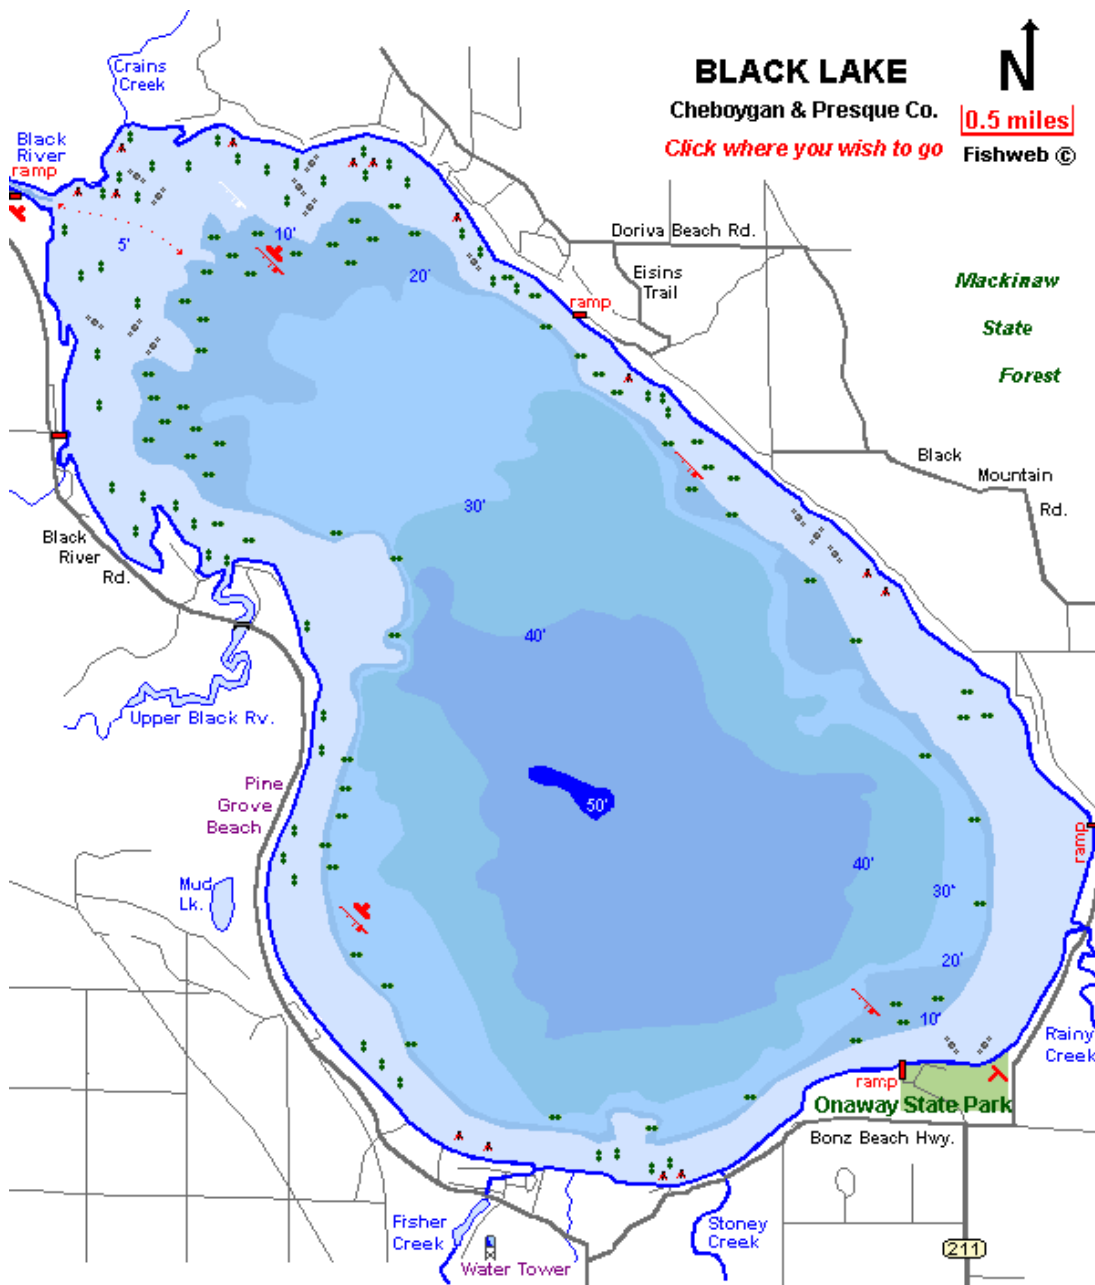 BLACK LAKE
Cheboygan & Presque Co.
Click where you wish to go
N
0.5 miles
Fishweb ©
Crains
Creek
Black
River
ramp
5'
10'
20'
Doriva Beach Rd.
Eisins
Trail
ramp
Mackinaw
State
Forest
Black
Mountain
Rd.
30'
Black
River
Rd.
40'
Upper Black Rv.
Pine
Grove
Beach
50'
ramp
Mud
Lk.
40'
30'
20'
10'
Rainy
Creek
ramp
Onaway State Park
Bonz Beach Hwy.
Fisher
Creek
Stoney
Creek
Water Tower
211